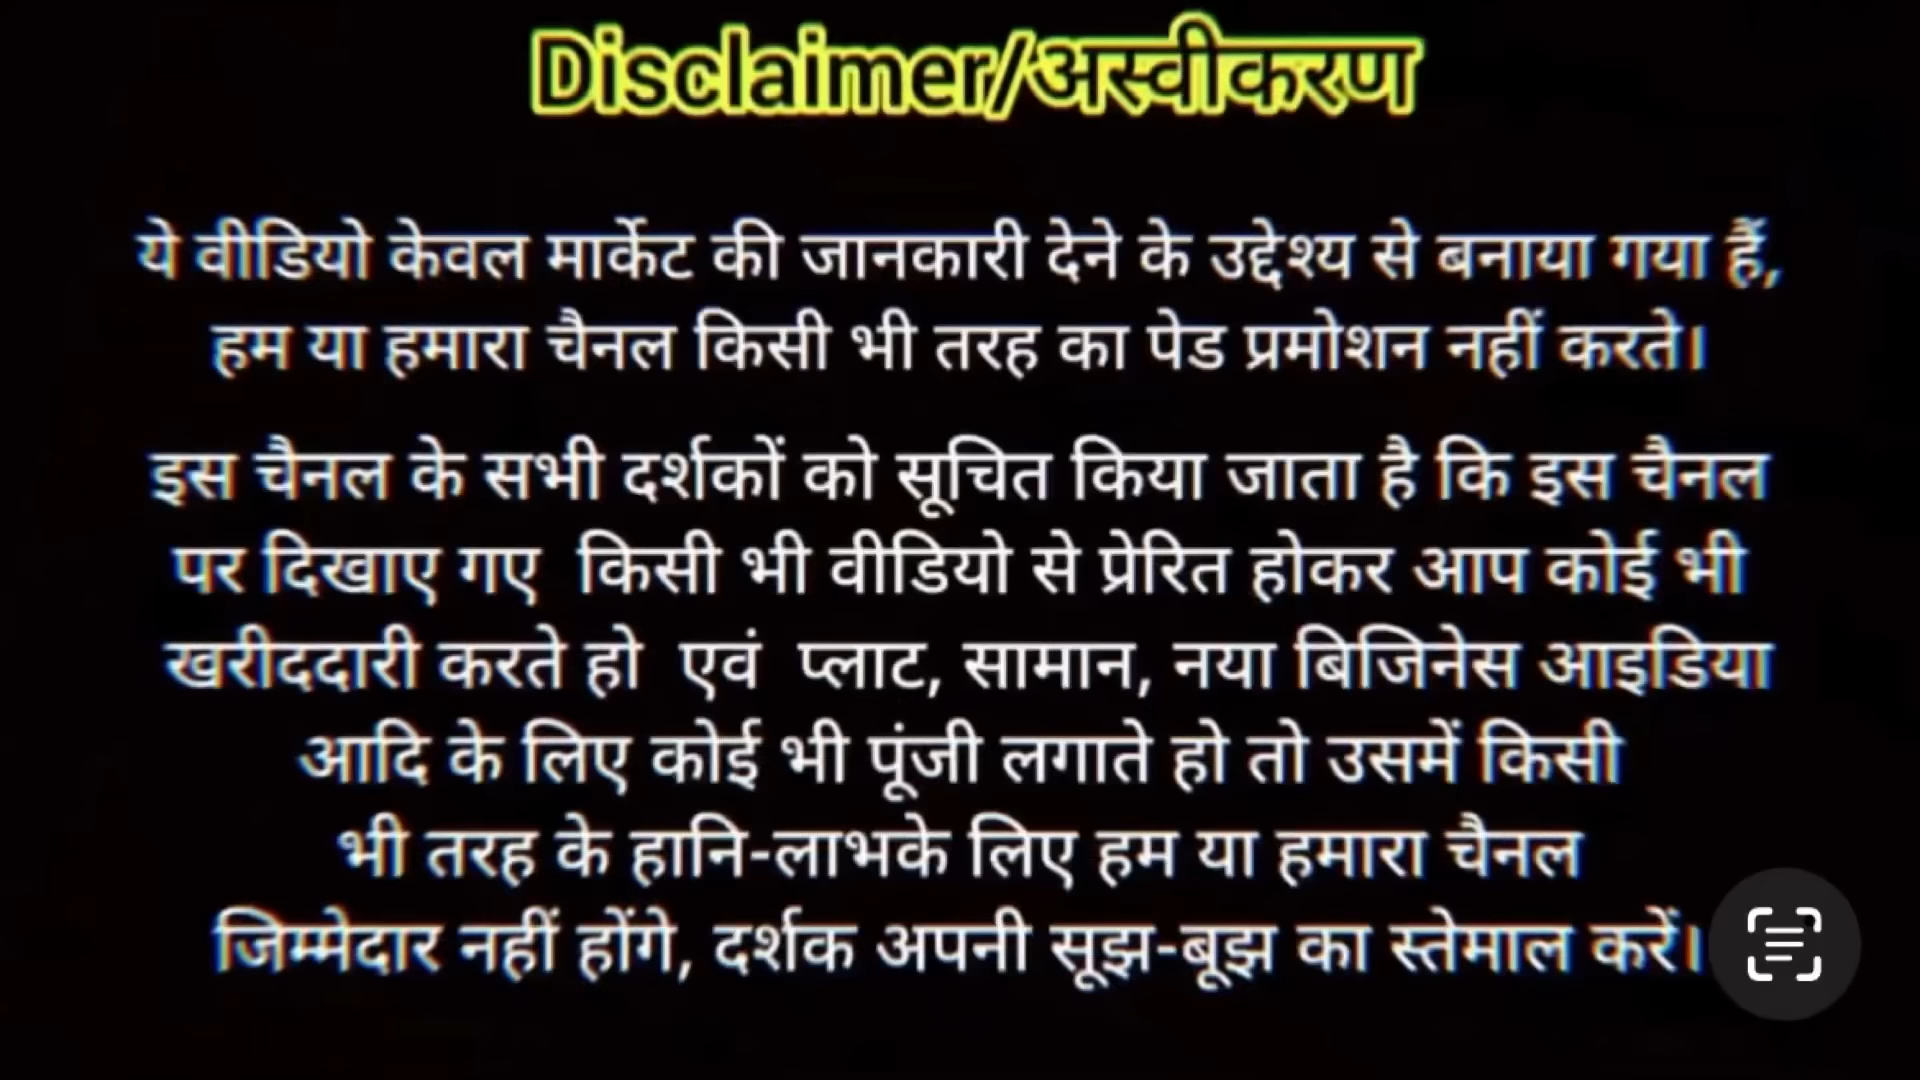 Disclaimer/अस्वीकरण
ये वीडियो केवल मार्केट की जानकारी देने के उद्देश्य से बनाया गया हैं,
हम या हमारा चैनल किसी भी तरह का पेड प्रमोशन नहीं करते।
इस चैनल के सभी दर्शकों को सूचित किया जाता है कि इस चैनल
पर दिखाए गए किसी भी वीडियो से प्रेरित होकर आप कोई भी
खरीददारी करते हो एवं प्लाट, सामान, नया बिजिनेस आइडिया
आदि के लिए कोई भी पूंजी लगाते हो तो उसमें किसी
भी तरह के हानि-लाभके लिए हम या हमारा चैनल
जिम्मेदार नहीं होंगे, दर्शक अपनी सूझ-बूझ का स्तेमाल करें।